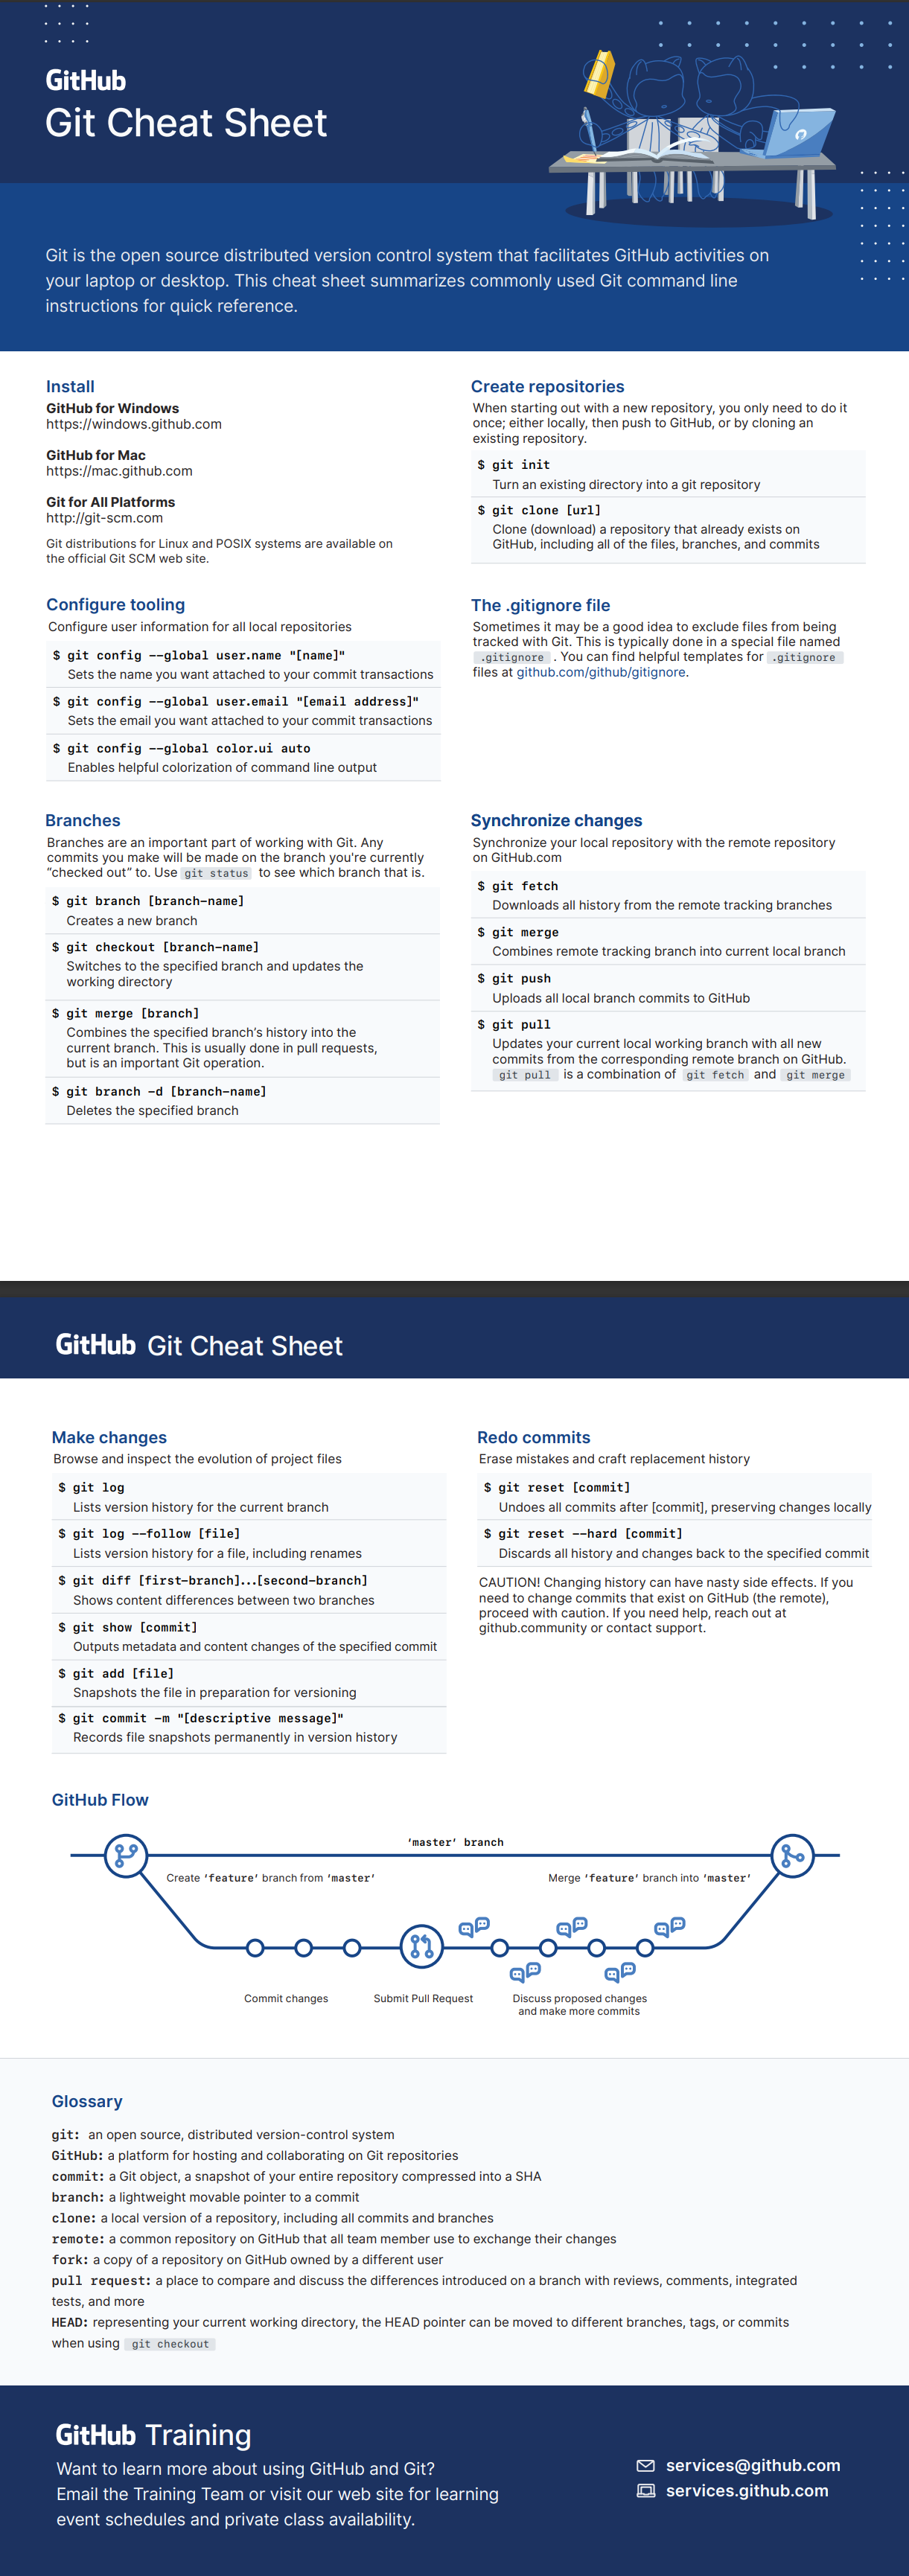 GitHub
Git Cheat Sheet
Git is the open source distributed version control system that facilitates GitHub activities on
your laptop or desktop. This cheat sheet summarizes commonly used Git command line
instructions for quick reference.
Install
GitHub for Windows
https://windows.github.com
GitHub for Mac
https://mac.github.com
Git for All Platforms
http://git-scm.com
Git distributions for Linux and POSIX systems are available on
the official Git SCM web site.
Create repositories
When starting out with a new repository, you only need to do it
once; either locally, then push to GitHub, or by cloning an
existing repository.
$ git init
Turn an existing directory into a git repository
$ git clone [url]
Clone (download) a repository that already exists on
GitHub, including all of the files, branches, and commits
Configure tooling
Configure user information for all local repositories
$ git config --global user.name "[name]"
Sets the name you want attached to your commit transactions
$ git config --global user.email "[email address]"
Sets the email you want attached to your commit transactions
$ git config --global color.ui auto
Enables helpful colorization of command line output
The .gitignore file
Sometimes it may be a good idea to exclude files from being
tracked with Git. This is typically done in a special file named
.gitignore . You can find helpful templates for .gitignore
files at github.com/github/gitignore.
Branches
Branches are an important part of working with Git. Any
commits you make will be made on the branch you're currently
“checked out” to. Use git status to see which branch that is.
$ git branch [branch-name]
Creates a new branch
$ git checkout [branch-name]
Switches to the specified branch and updates the
working directory
$ git merge [branch]
Combines the specified branch’s history into the
current branch. This is usually done in pull requests,
but is an important Git operation.
$ git branch -d [branch-name]
Deletes the specified branch
Synchronize changes
Synchronize your local repository with the remote repository
on GitHub.com
$ git fetch
Downloads all history from the remote tracking branches
$ git merge
Combines remote tracking branch into current local branch
$ git push
Uploads all local branch commits to GitHub
$ git pull
Updates your current local working branch with all new
commits from the corresponding remote branch on GitHub.
git pull is a combination of git fetch and git merge
GitHub Git Cheat Sheet
Make changes
Browse and inspect the evolution of project files
$ git log
Lists version history for the current branch
$ git log --follow [file]
Lists version history for a file, including renames
$ git diff [first-branch]...[second-branch]
Shows content differences between two branches
$ git show [commit]
Outputs metadata and content changes of the specified commit
$ git add [file]
Snapshots the file in preparation for versioning
$ git commit -m "[descriptive message]"
Records file snapshots permanently in version history
Redo commits
Erase mistakes and craft replacement history
$ git reset [commit]
Undoes all commits after [commit], preserving changes locally
$ git reset --hard [commit]
Discards all history and changes back to the specified commit
CAUTION! Changing history can have nasty side effects. If you
need to change commits that exist on GitHub (the remote),
proceed with caution. If you need help, reach out at
github.community or contact support.
GitHub Flow
‘master’ branch
Create ‘feature’ branch from ‘master’
Merge ‘feature’ branch into ‘master’
Commit changes
Submit Pull Request
Discuss proposed changes
and make more commits
Glossary
git: an open source, distributed version-control system
GitHub: a platform for hosting and collaborating on Git repositories
commit: a Git object, a snapshot of your entire repository compressed into a SHA
branch: a lightweight movable pointer to a commit
clone: a local version of a repository, including all commits and branches
remote: a common repository on GitHub that all team member use to exchange their changes
fork: a copy of a repository on GitHub owned by a different user
pull request: a place to compare and discuss the differences introduced on a branch with reviews, comments, integrated
tests, and more
HEAD: representing your current working directory, the HEAD pointer can be moved to different branches, tags, or commits
when using git checkout
GitHub Training
Want to learn more about using GitHub and Git?
Email the Training Team or visit our web site for learning
event schedules and private class availability.
services@github.com
services.github.com